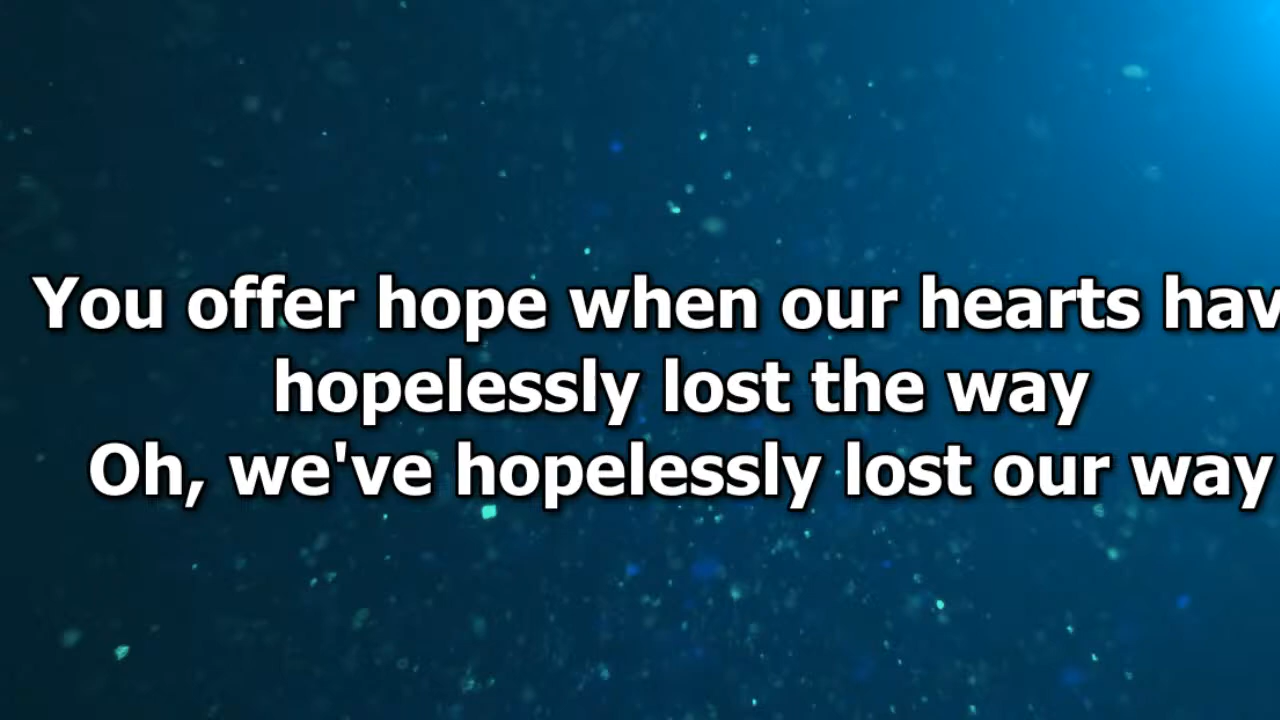 You offer hope when our hearts hav
hopelessly lost the way
Oh, we've hopelessly lost our way